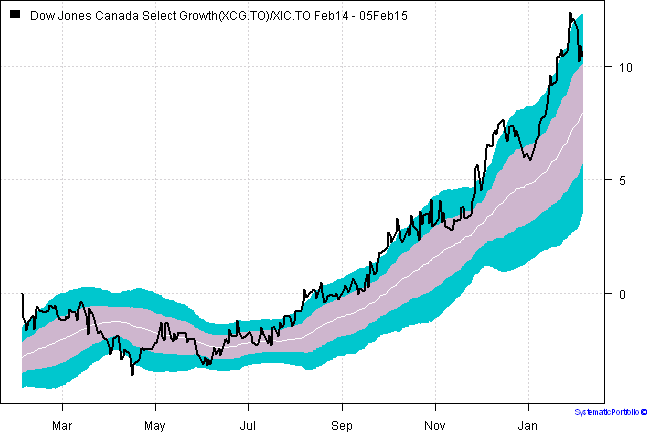 Dow Jones Canada Select Growth(XCG.TO)/XIC.TO Feb14 - 05Feb15
10
5
0
Mar May Jul Sep Nov Jan
SystematicPortfolio ©